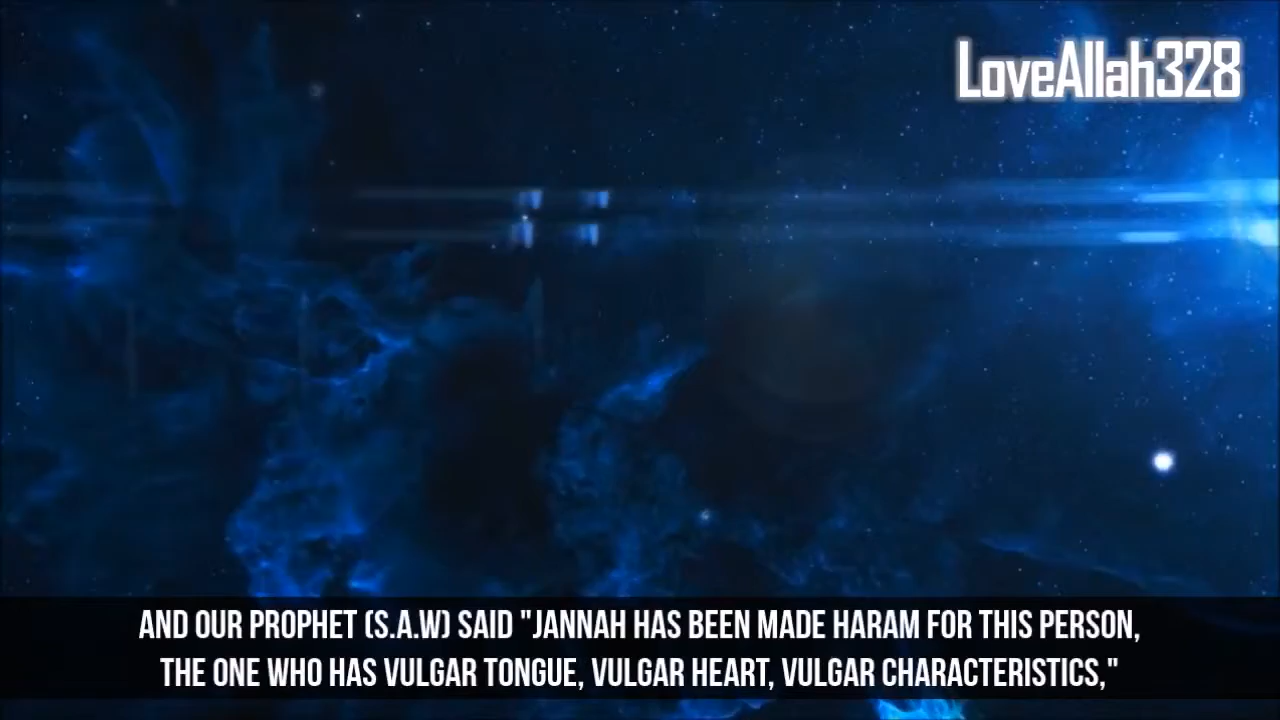 LoveAllah328
AND OUR PROPHET (S.A.W) SAID "JANNAH HAS BEEN MADE HARAM FOR THIS PERSON,
THE ONE WHO HAS VULGAR TONGUE, VULGAR HEART, VULGAR CHARACTERISTICS,"